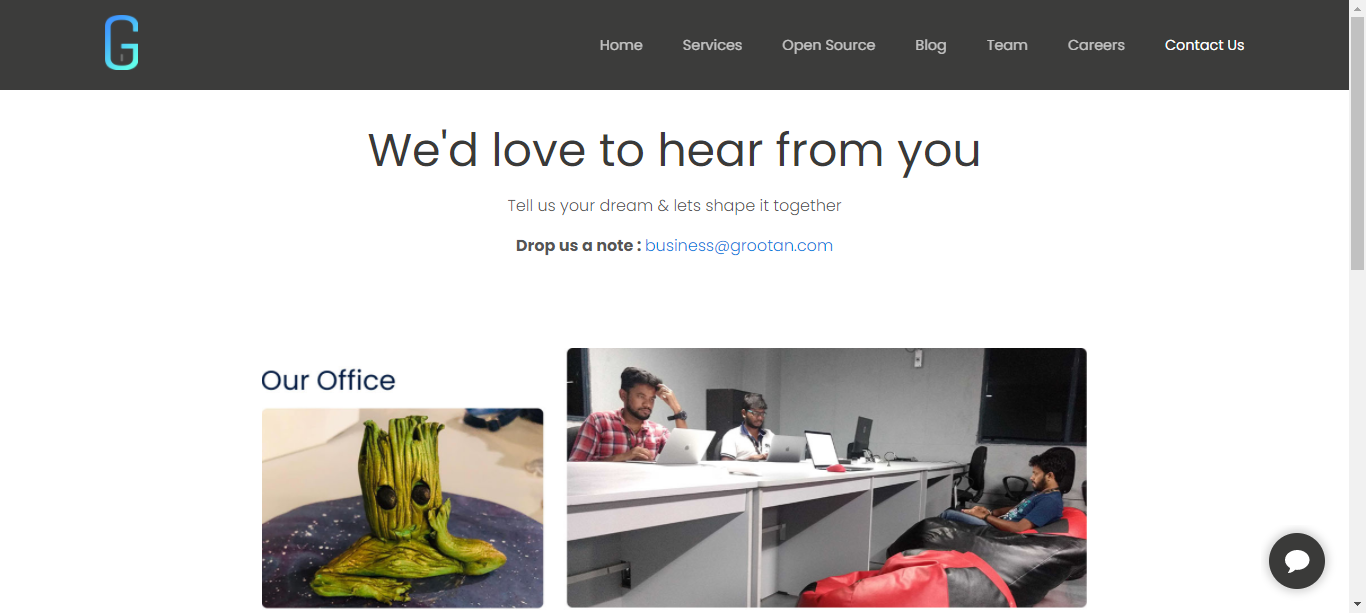 G
Home Services Open Source Blog Team Careers Contact Us
We'd love to hear from you
Tell us your dream & lets shape it together
Drop us a note : business@grootan.com
Our Office